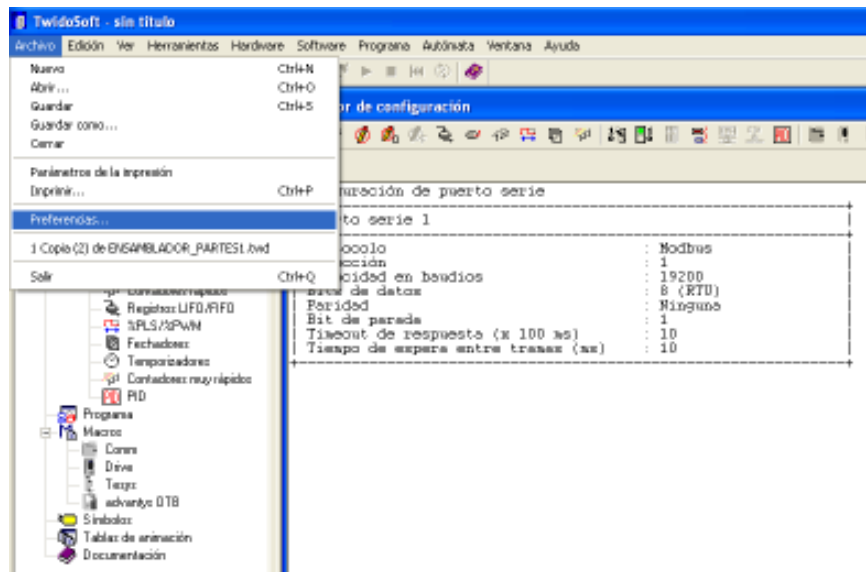 TwidoSoft - sin título
Archivo Edición Ver Herramientas Hardware Software Programa Autómata Ventana Ayuda
Nuevo Ctrl+N
Abrir... Ctrl+O
Guardar Ctrl+S
Guardar como...
Cerrar
Parámetros de la impresión
Imprimir... Ctrl+P
Preferencias...
1 Copia (2) de ENSAMBLADOR_PARTES1.twd
Salir Ctrl+Q
or de configuración
uración de puerto serie
to serie 1
ocolo : Modbus
cción : 1
cidad en baudios : 19200
Bits de datos : 8 (RTU)
Paridad : Ninguna
Bit de parada : 1
Timeout de respuesta (x 100 ms) : 10
Tiempo de espera entre tramas (ms) : 10
Contadores rápidos
Registros LIFO/FIFO
%PLS/%PWM
Fechadores
Temporizadores
Contadores muy rápidos
PID
Programa
Macros
Comm
Drive
Tesys
advantys OTB
Símbolos
Tablas de animación
Documentación